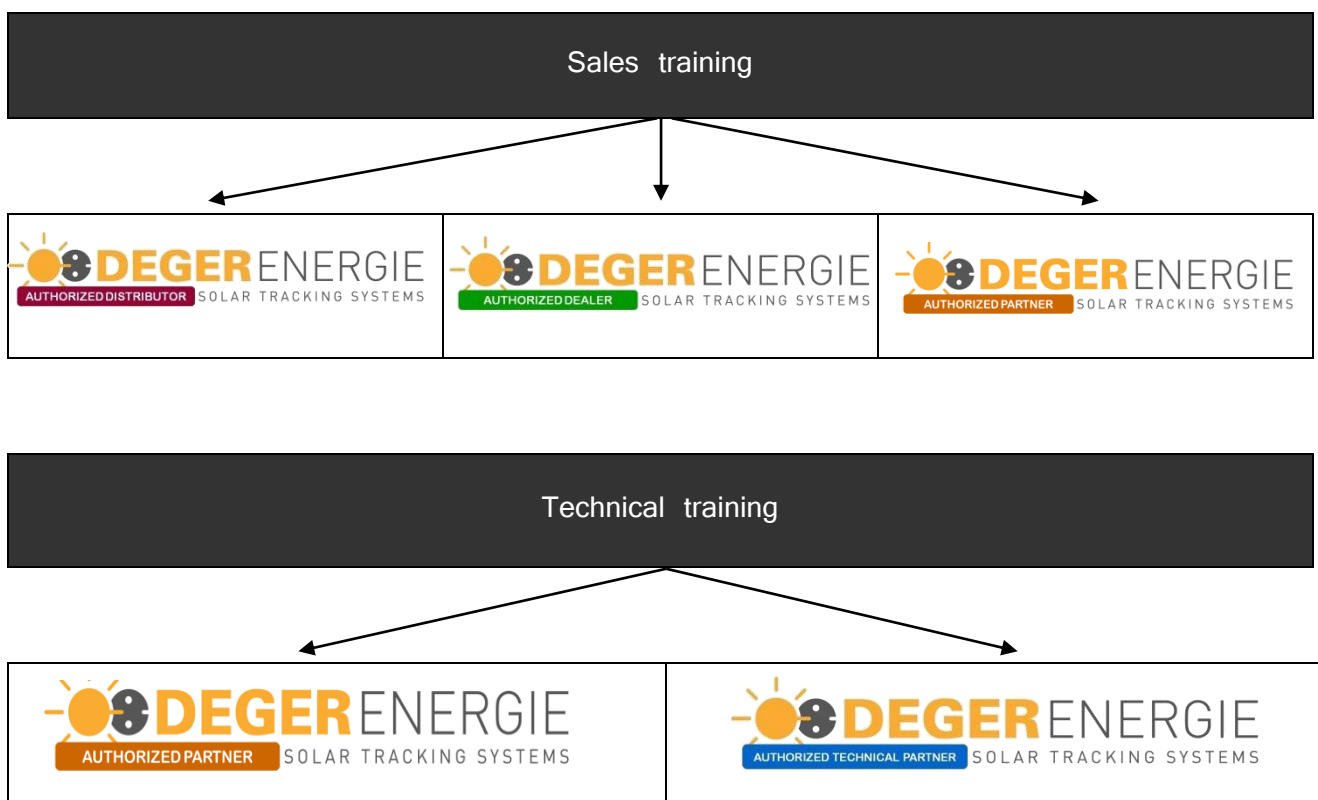 Sales training
DEGERENERGIE
AUTHORIZED DISTRIBUTOR SOLAR TRACKING SYSTEMS
DEGERENERGIE
AUTHORIZED DEALER SOLAR TRACKING SYSTEMS
DEGERENERGIE
AUTHORIZED PARTNER SOLAR TRACKING SYSTEMS
Technical training
DEGERENERGIE
AUTHORIZED PARTNER SOLAR TRACKING SYSTEMS
DEGERENERGIE
AUTHORIZED TECHNICAL PARTNER SOLAR TRACKING SYSTEMS